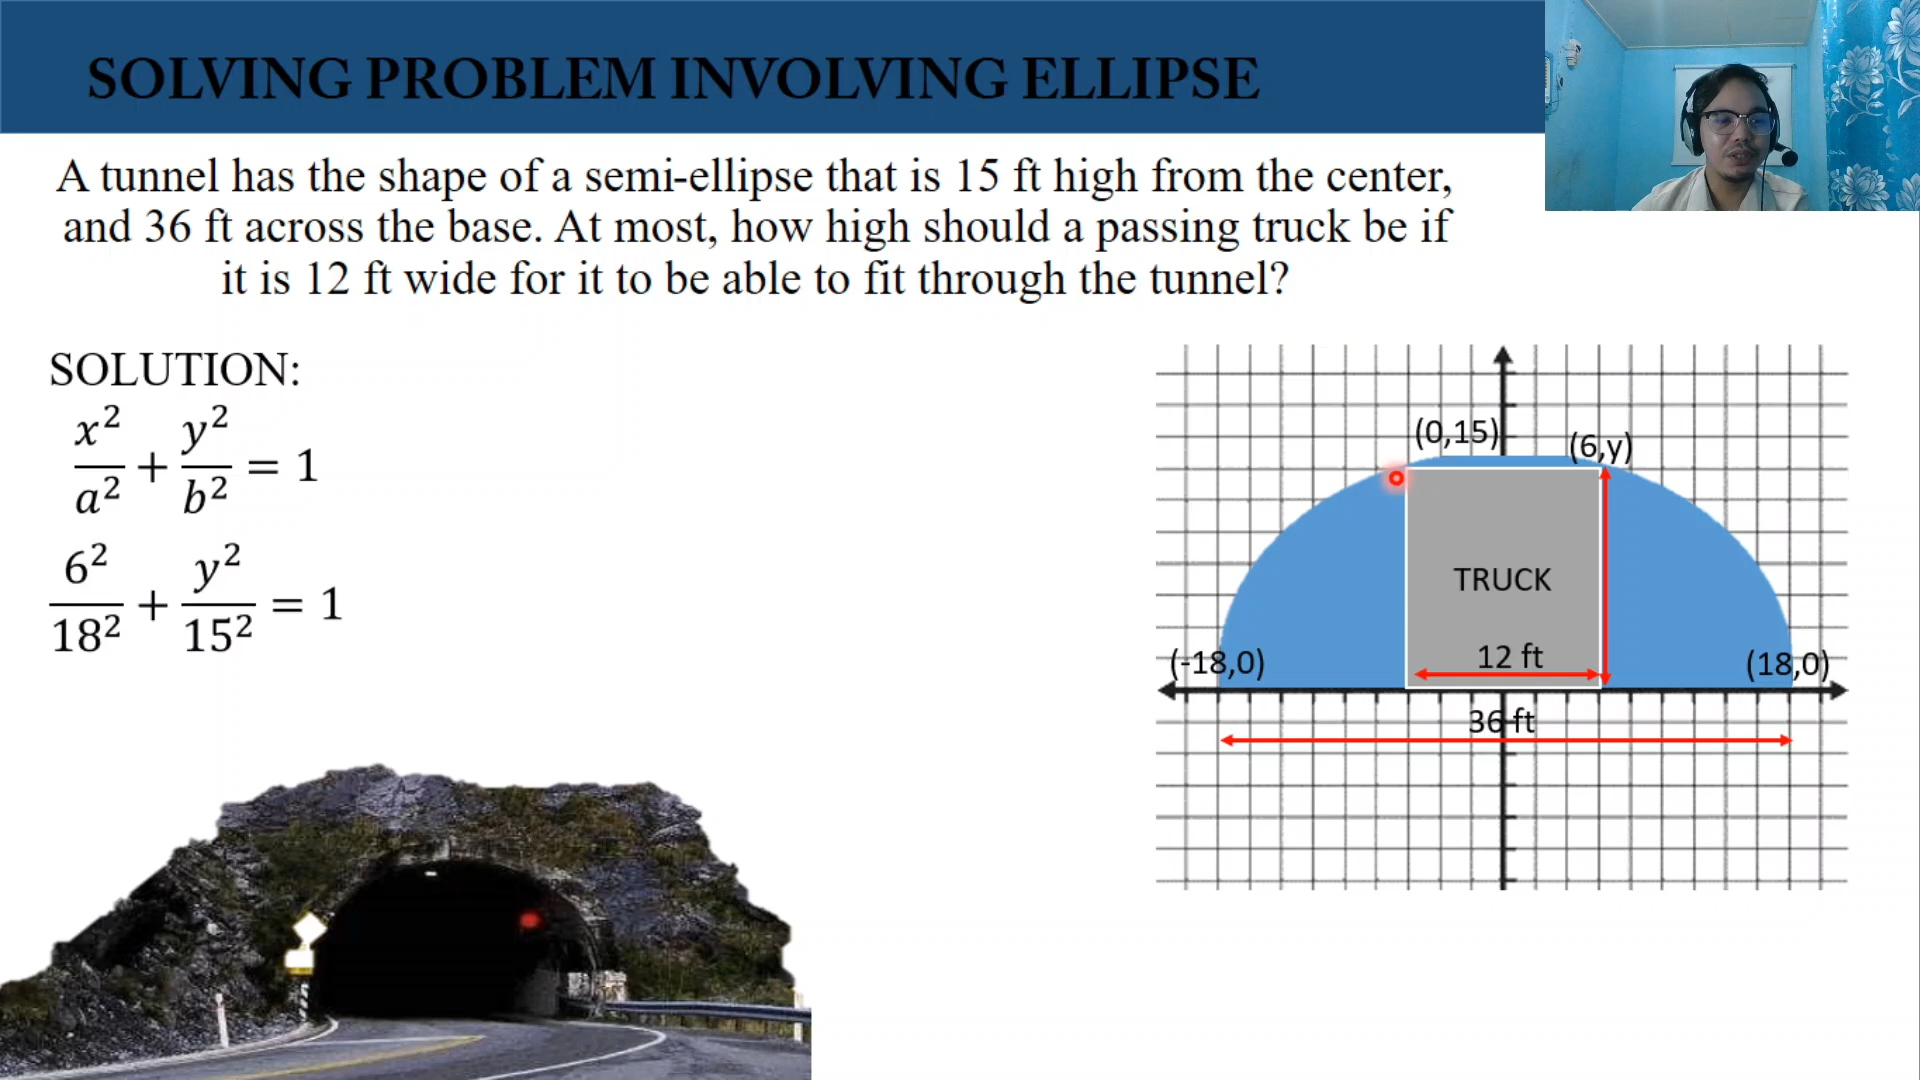 SOLVING PROBLEM INVOLVING ELLIPSE
A tunnel has the shape of a semi-ellipse that is 15 ft high from the center,
and 36 ft across the base. At most, how high should a passing truck be if
it is 12 ft wide for it to be able to fit through the tunnel?
SOLUTION:
x²/a² + y²/b² = 1
6²/18² + y²/15² = 1
(0,15)
(6,y)
TRUCK
12 ft
(-18,0)
(18,0)
36 ft